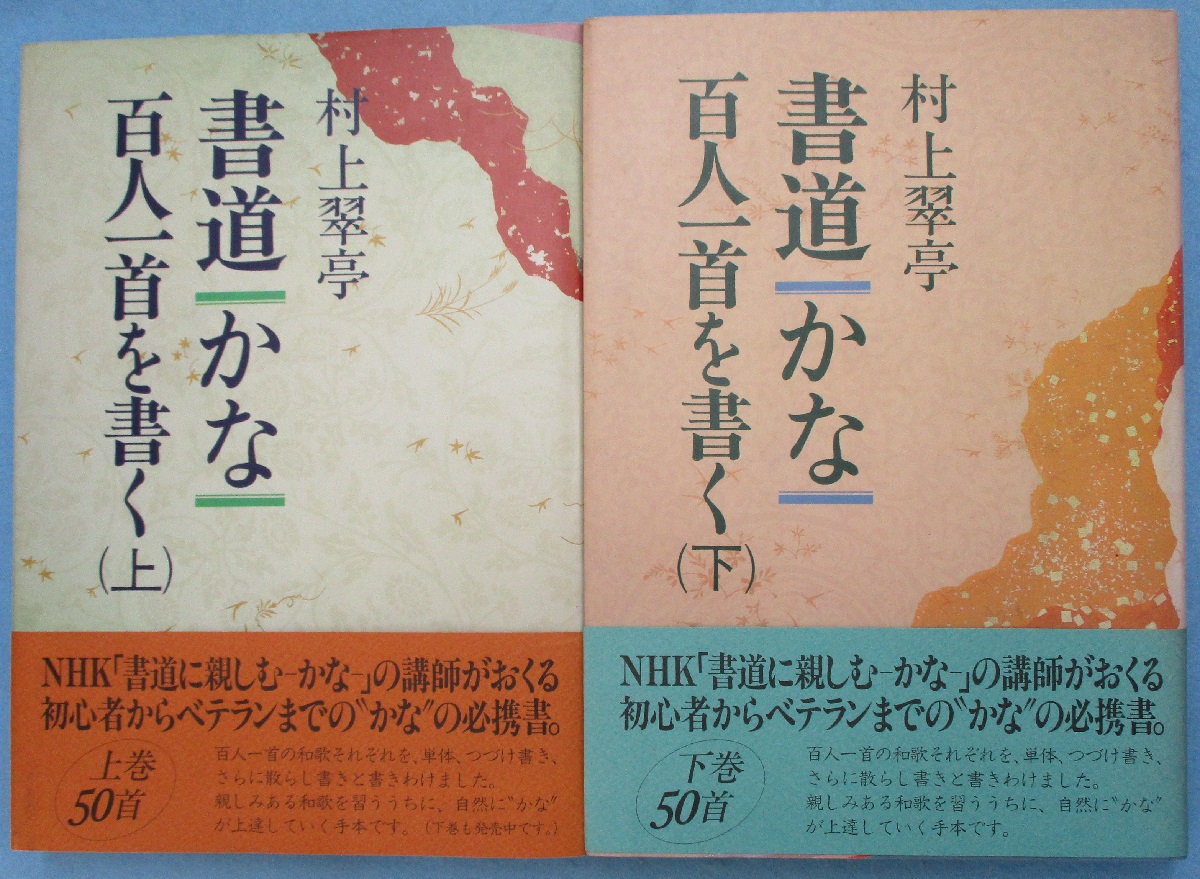 村上翠亭
書道「かな」
百人一首を書く(上)
NHK「書道に親しむ−かな−」の講師がおくる
初心者からベテランまでの〝かな〟の必携書。
上巻
50首
百人一首の和歌それぞれを、単体、つづけ書き、
さらに散らし書きと書きわけました。
親しみある和歌を習ううちに、自然に〝かな〟
が上達していく手本です。(下巻も発売中です。)
村上翠亭
書道「かな」
百人一首を書く(下)
NHK「書道に親しむ−かな−」の講師がおくる
初心者からベテランまでの〝かな〟の必携書。
下巻
50首
百人一首の和歌それぞれを、単体、つづけ書き、
さらに散らし書きと書きわけました。
親しみある和歌を習ううちに、自然に〝かな〟
が上達していく手本です。